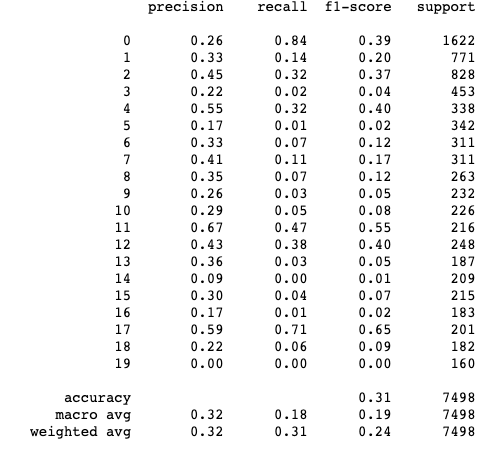 precision recall f1-score support
0 0.26 0.84 0.39 1622
1 0.33 0.14 0.20 771
2 0.45 0.32 0.37 828
3 0.22 0.02 0.04 453
4 0.55 0.32 0.40 338
5 0.17 0.01 0.02 342
6 0.33 0.07 0.12 311
7 0.41 0.11 0.17 311
8 0.35 0.07 0.12 263
9 0.26 0.03 0.05 232
10 0.29 0.05 0.08 226
11 0.67 0.47 0.55 216
12 0.43 0.38 0.40 248
13 0.36 0.03 0.05 187
14 0.09 0.00 0.01 209
15 0.30 0.04 0.07 215
16 0.17 0.01 0.02 183
17 0.59 0.71 0.65 201
18 0.22 0.06 0.09 182
19 0.00 0.00 0.00 160
accuracy 0.31 7498
macro avg 0.32 0.18 0.19 7498
weighted avg 0.32 0.31 0.24 7498